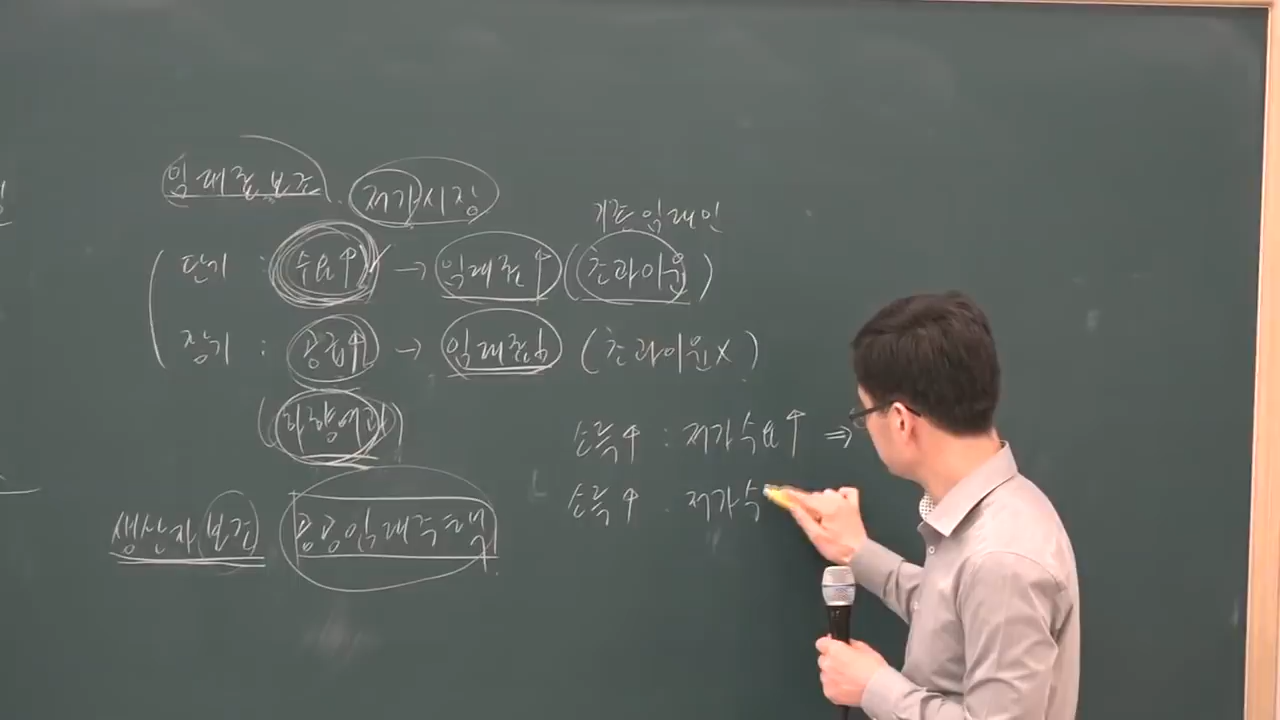 임대료 보조. 저가시장
기존 임대인
단기 : 수요↑ → 임대료↑ (초과이윤)
장기 : 공급↑ → 임대료↓ (초과이윤X)
(하향여과)
소득↑ : 저가수요↑ ⇒
소득↑ : 저가수
생산자보조 공공임대주택